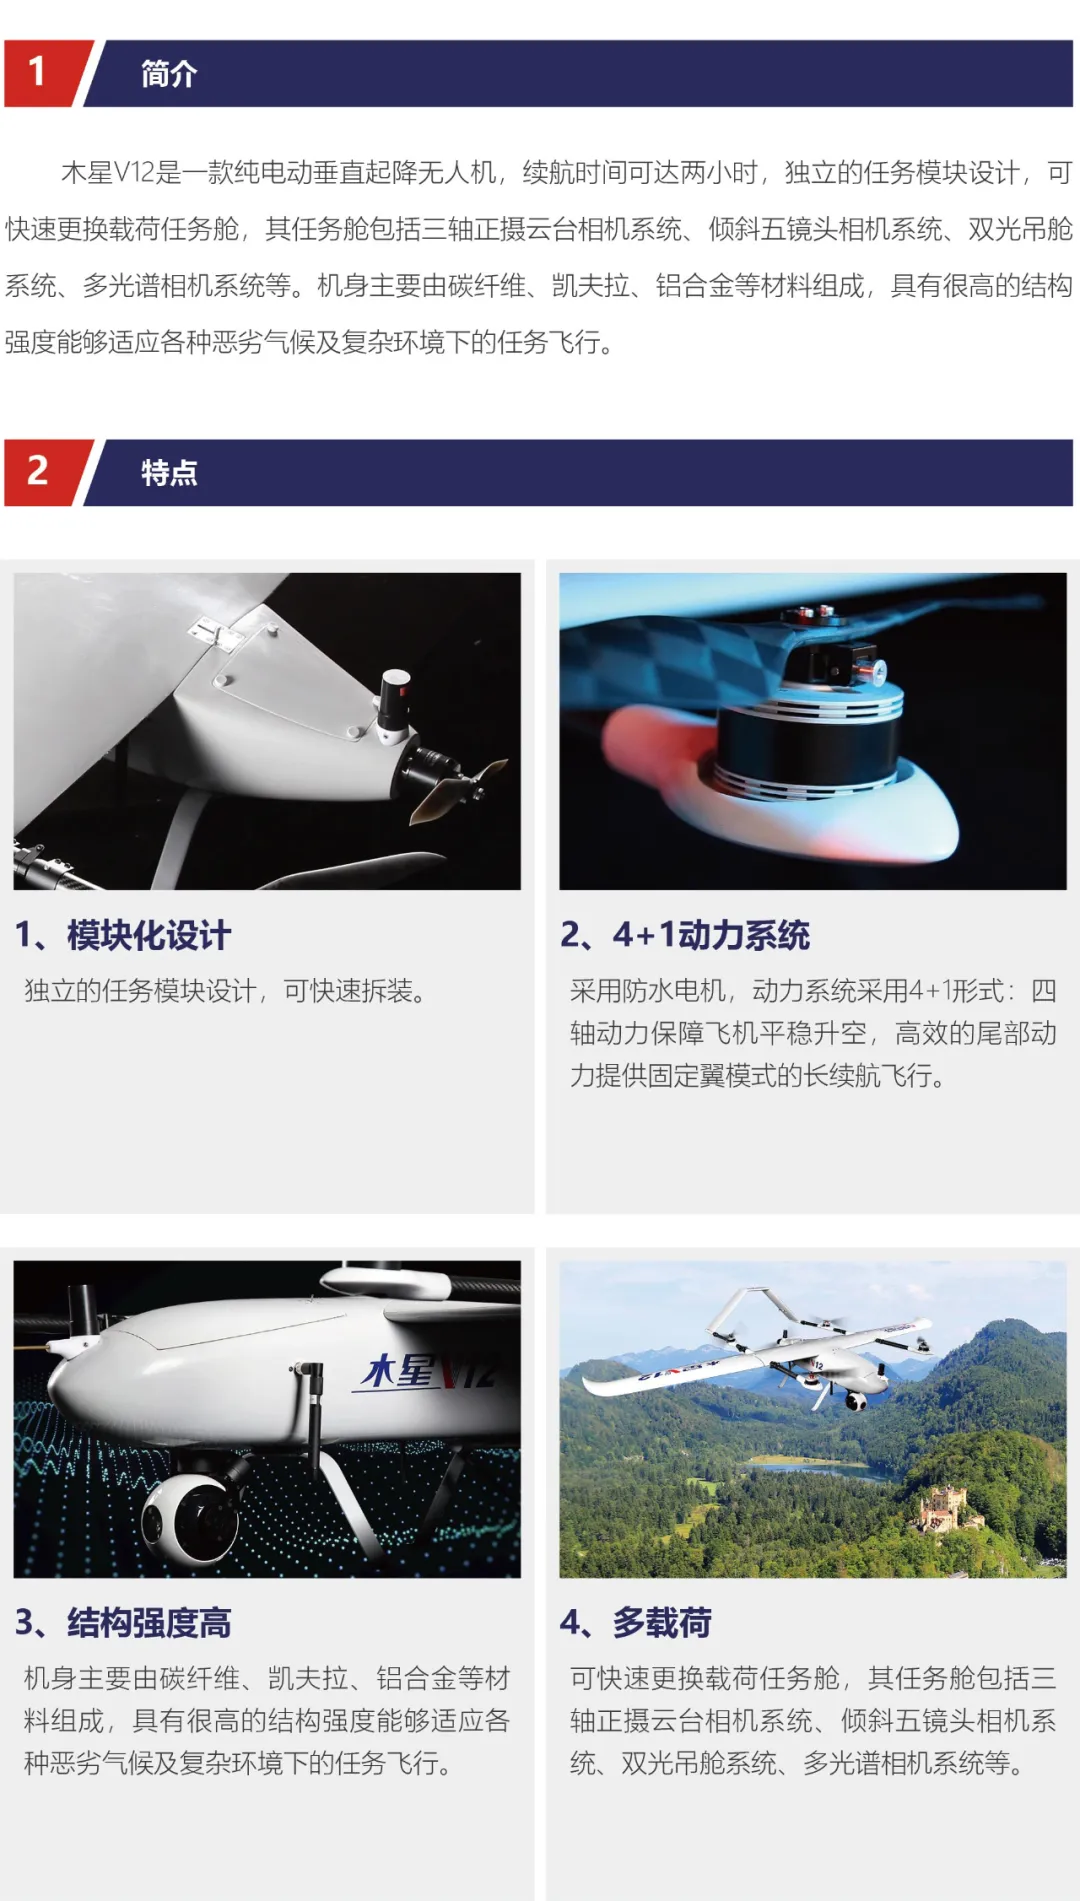 1
简介
木星V12是一款纯电动垂直起降无人机，续航时间可达两小时，独立的任务模块设计，可
快速更换载荷任务舱，其任务舱包括三轴正摄云台相机系统、倾斜五镜头相机系统、双光吊舱
系统、多光谱相机系统等。机身主要由碳纤维、凯夫拉、铝合金等材料组成，具有很高的结构
强度能够适应各种恶劣气候及复杂环境下的任务飞行。
2
特点
1、模块化设计
独立的任务模块设计，可快速拆装。
2、4+1动力系统
采用防水电机，动力系统采用4+1形式：四
轴动力保障飞机平稳升空，高效的尾部动
力提供固定翼模式的长续航飞行。
木星V12
3、结构强度高
机身主要由碳纤维、凯夫拉、铝合金等材
料组成，具有很高的结构强度能够适应各
种恶劣气候及复杂环境下的任务飞行。
4、多载荷
可快速更换载荷任务舱，其任务舱包括三
轴正摄云台相机系统、倾斜五镜头相机系
统、双光吊舱系统、多光谱相机系统等。